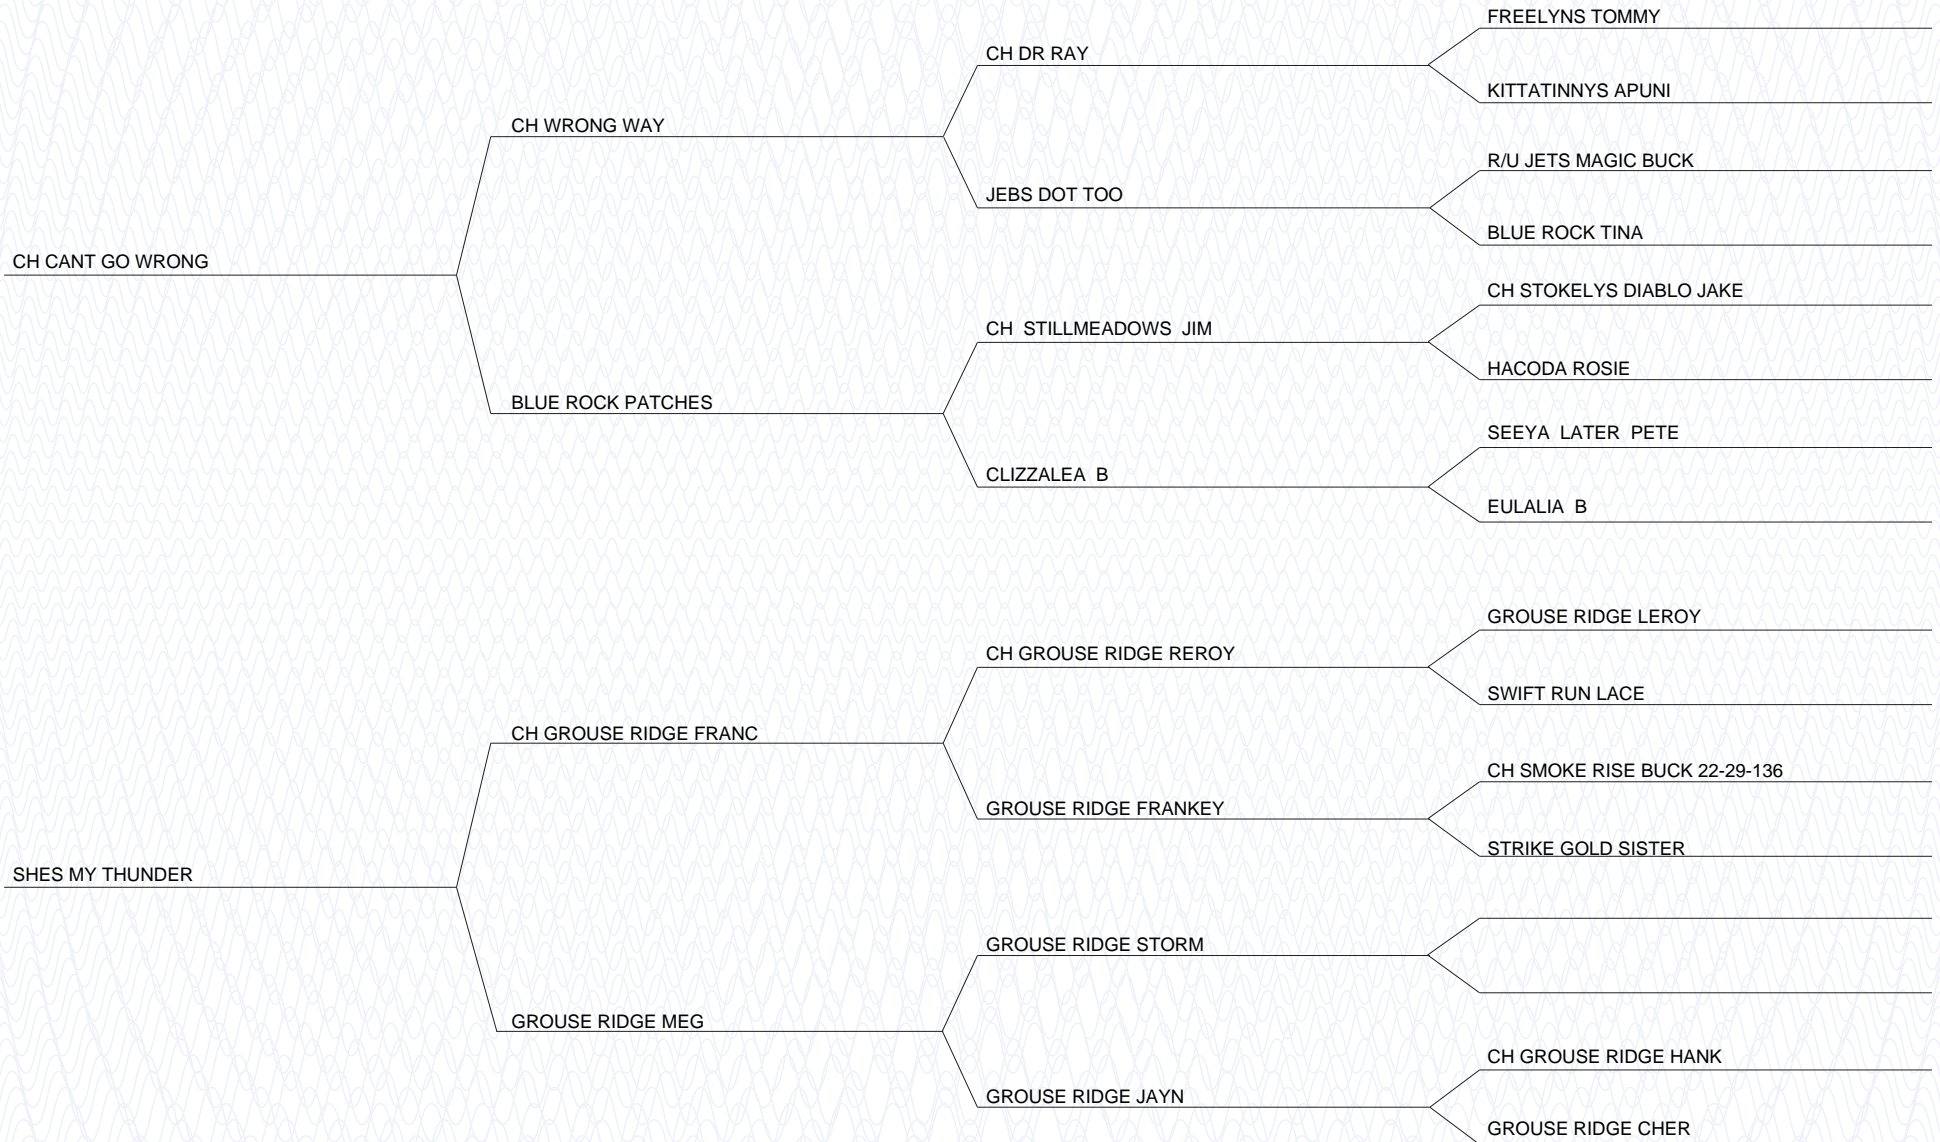 FREELYNS TOMMY
CH DR RAY
KITTATINNYS APUNI
CH WRONG WAY
R/U JETS MAGIC BUCK
JEBS DOT TOO
BLUE ROCK TINA
CH CANT GO WRONG
CH STOKELYS DIABLO JAKE
CH STILLMEADOWS JIM
HACODA ROSIE
BLUE ROCK PATCHES
SEEYA LATER PETE
CLIZZALEA B
EULALIA B
GROUSE RIDGE LEROY
CH GROUSE RIDGE REROY
SWIFT RUN LACE
CH GROUSE RIDGE FRANC
CH SMOKE RISE BUCK 22-29-136
GROUSE RIDGE FRANKEY
STRIKE GOLD SISTER
SHES MY THUNDER
GROUSE RIDGE STORM
GROUSE RIDGE MEG
CH GROUSE RIDGE HANK
GROUSE RIDGE JAYN
GROUSE RIDGE CHER